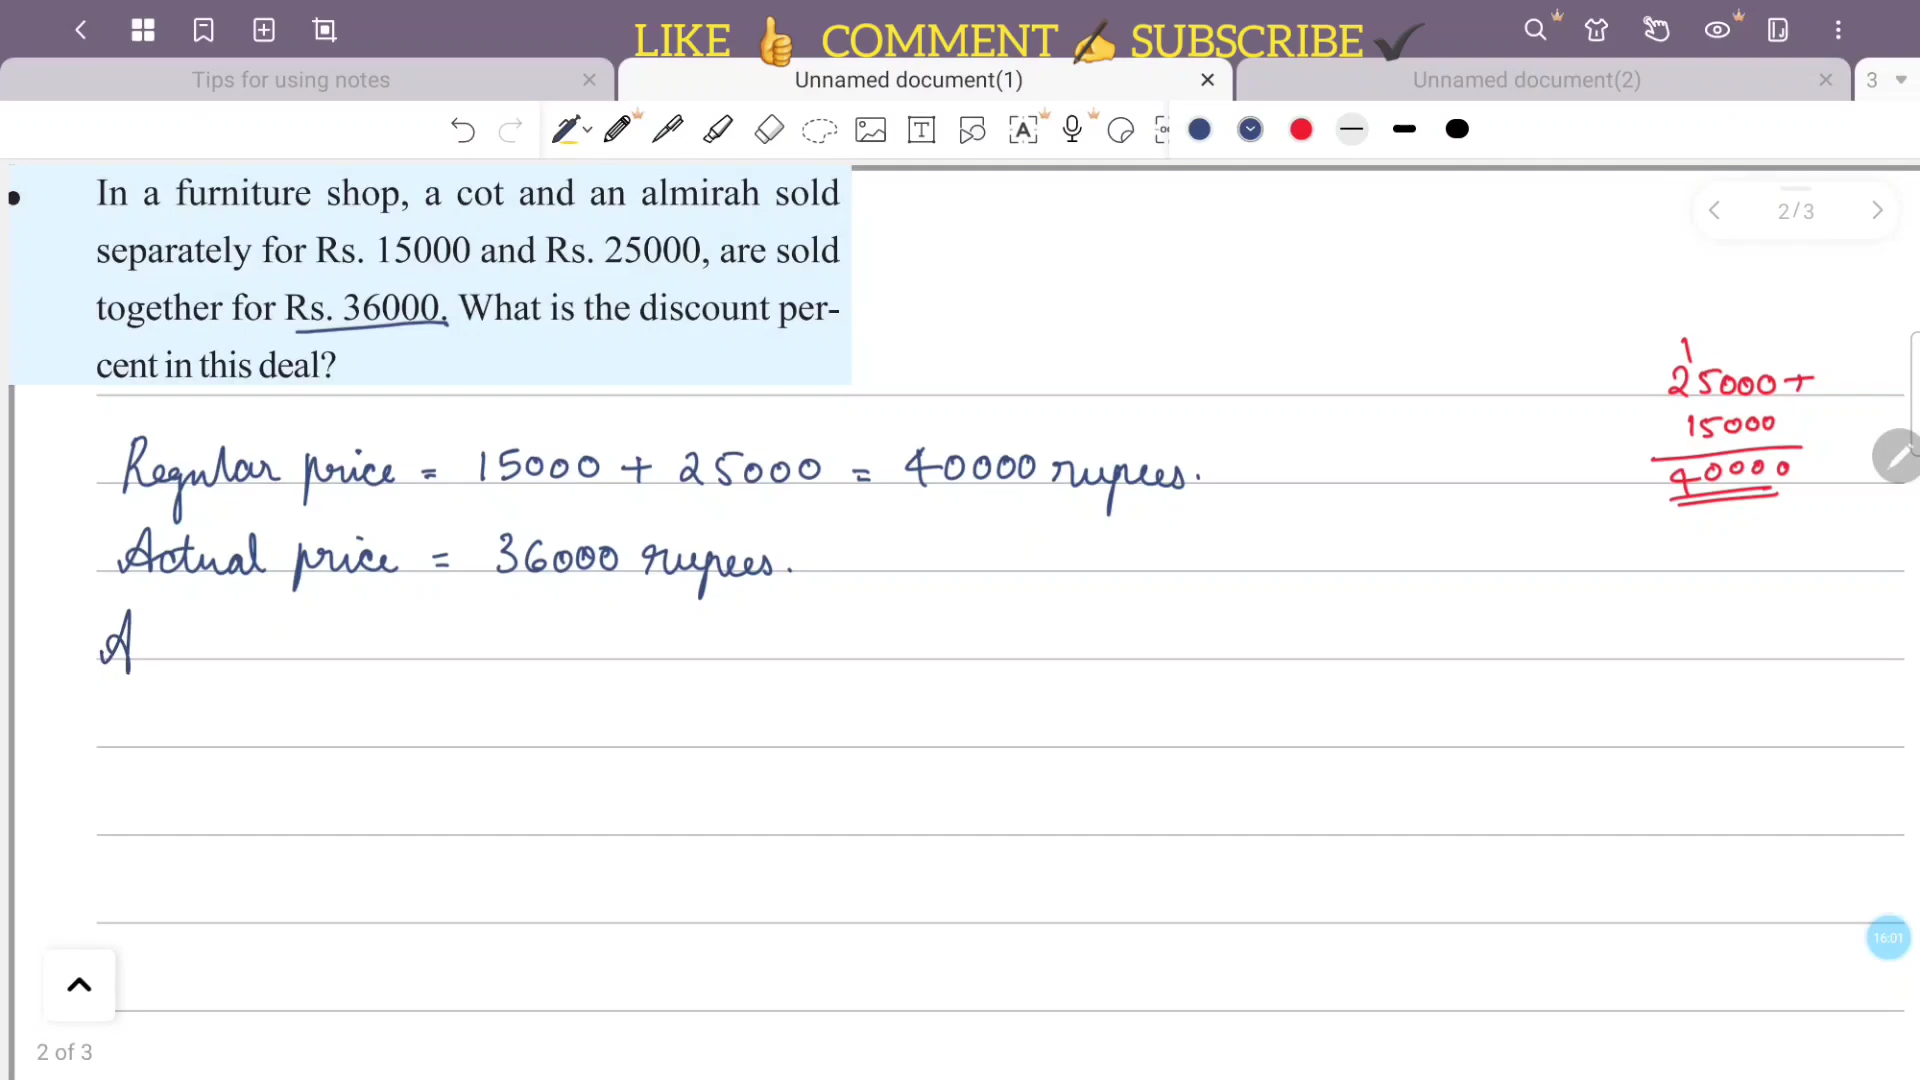 LIKE 👍 COMMENT ✍ SUBSCRIBE ✔
Tips for using notes
Unnamed document(1)
Unnamed document(2)
3
2/3
In a furniture shop, a cot and an almirah sold
separately for Rs. 15000 and Rs. 25000, are sold
together for Rs. 36000. What is the discount per-
cent in this deal?
1
25000+
15000
40000
Regular price = 15000 + 25000 = 40000 rupees.
Actual price = 36000 rupees.
A
16:01
2 of 3